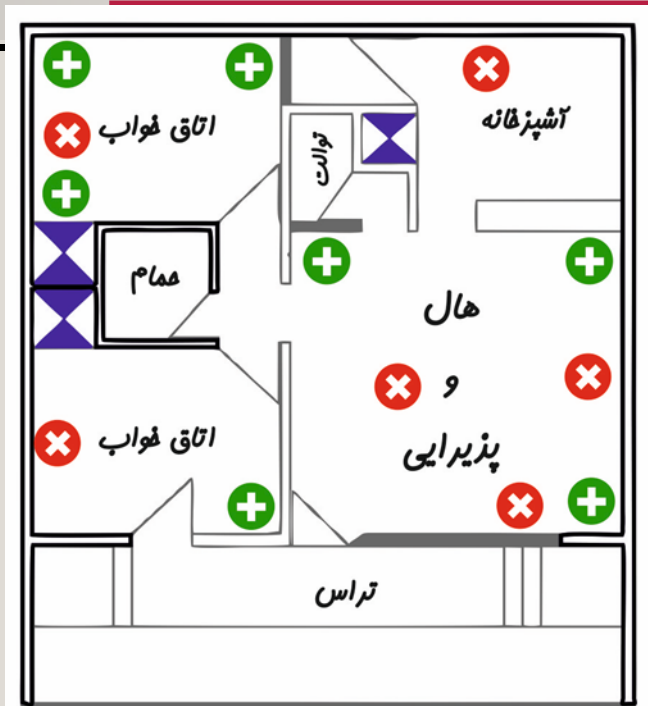 آشپزخانه
اتاق خواب
توالت
حمام
هال
و
پذیرایی
اتاق خواب
تراس